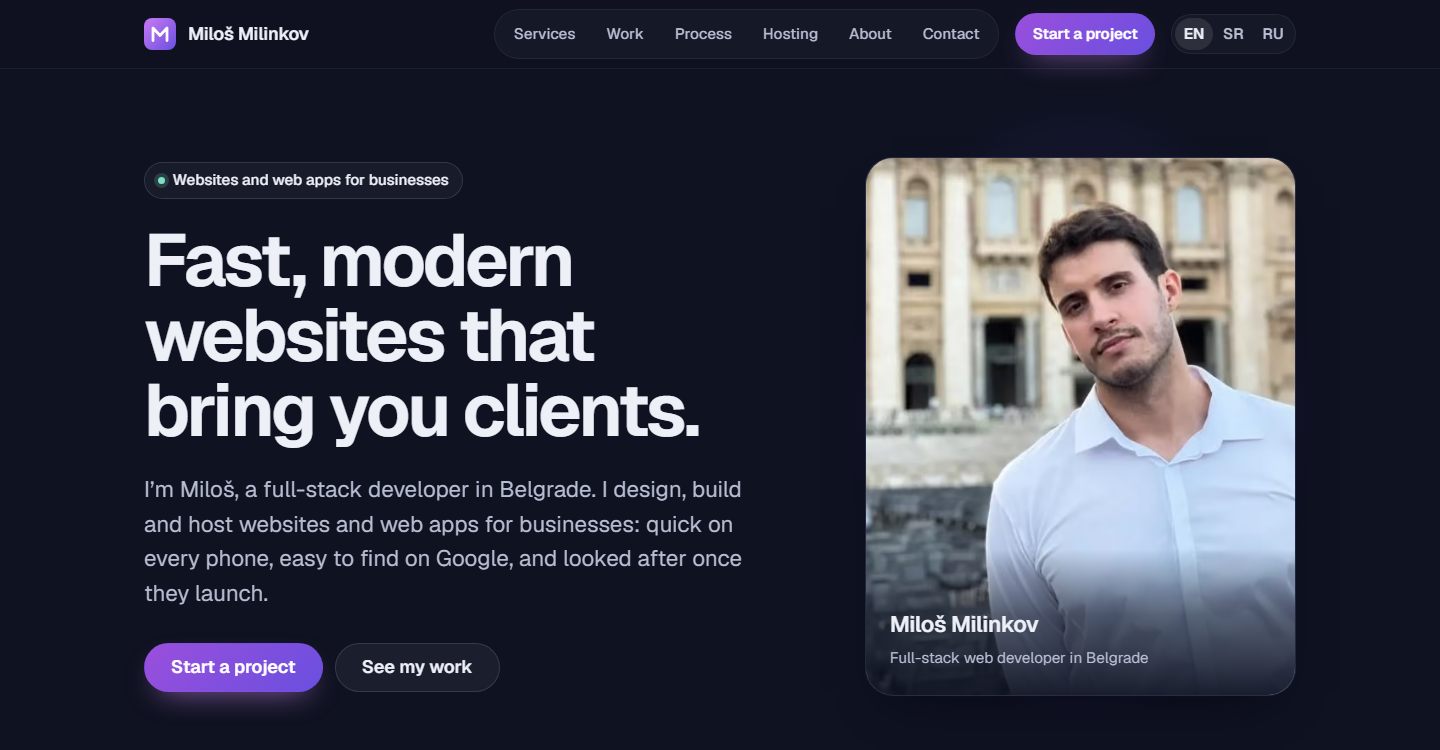 M Miloš Milinkov
Services Work Process Hosting About Contact
Start a project
EN SR RU
Websites and web apps for businesses
Fast, modern
websites that
bring you clients.
I’m Miloš, a full-stack developer in Belgrade. I design, build
and host websites and web apps for businesses: quick on
every phone, easy to find on Google, and looked after once
they launch.
Start a project
See my work
Miloš Milinkov
Full-stack web developer in Belgrade